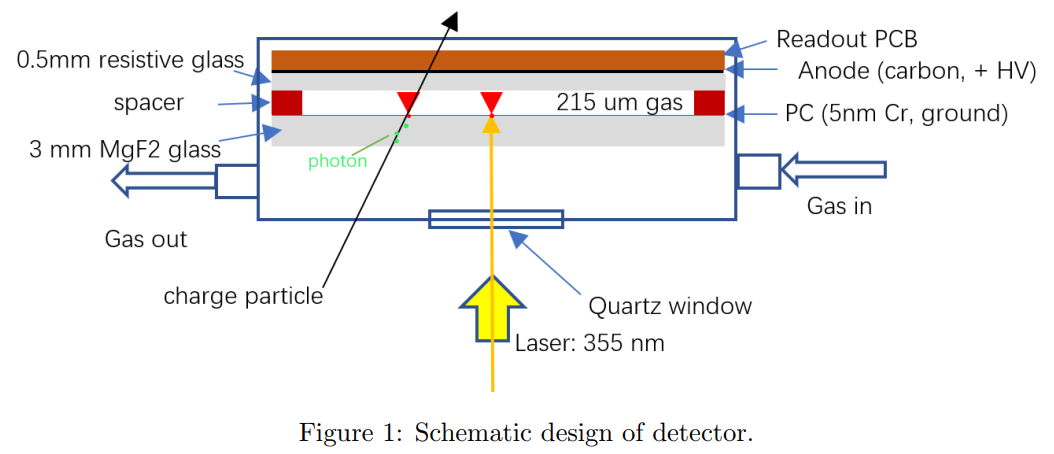 Readout PCB
0.5mm resistive glass
Anode (carbon, + HV)
spacer
215 um gas
PC (5nm Cr, ground)
3 mm MgF2 glass
photon
Gas in
Gas out
charge particle
Quartz window
Laser: 355 nm
Figure 1: Schematic design of detector.